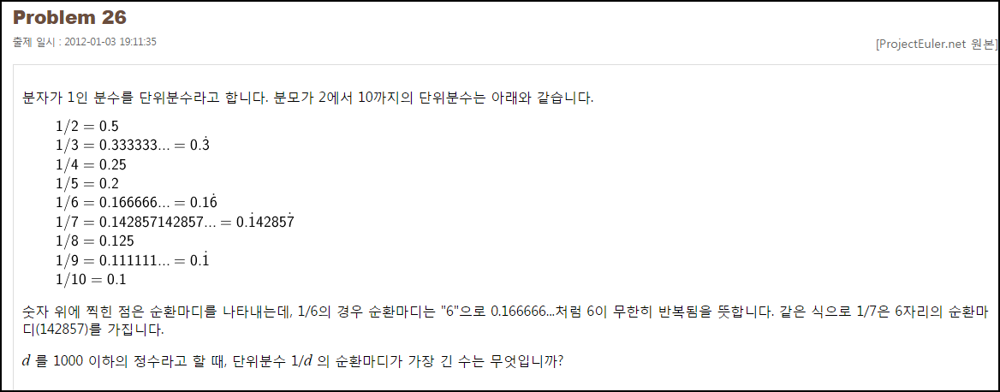 Problem 26
출제 일시 : 2012-01-03 19:11:35
[ProjectEuler.net 원본]
분자가 1인 분수를 단위분수라고 합니다. 분모가 2에서 10까지의 단위분수는 아래와 같습니다.
1/2 = 0.5
1/3 = 0.333333... = 0.3̇
1/4 = 0.25
1/5 = 0.2
1/6 = 0.166666... = 0.16̇
1/7 = 0.142857142857... = 0.1̇42857̇
1/8 = 0.125
1/9 = 0.111111... = 0.1̇
1/10 = 0.1
숫자 위에 찍힌 점은 순환마디를 나타내는데, 1/6의 경우 순환마디는 "6"으로 0.166666...처럼 6이 무한히 반복됨을 뜻합니다. 같은 식으로 1/7은 6자리의 순환마
디(142857)를 가집니다.
d 를 1000 이하의 정수라고 할 때, 단위분수 1/d 의 순환마디가 가장 긴 수는 무엇입니까?